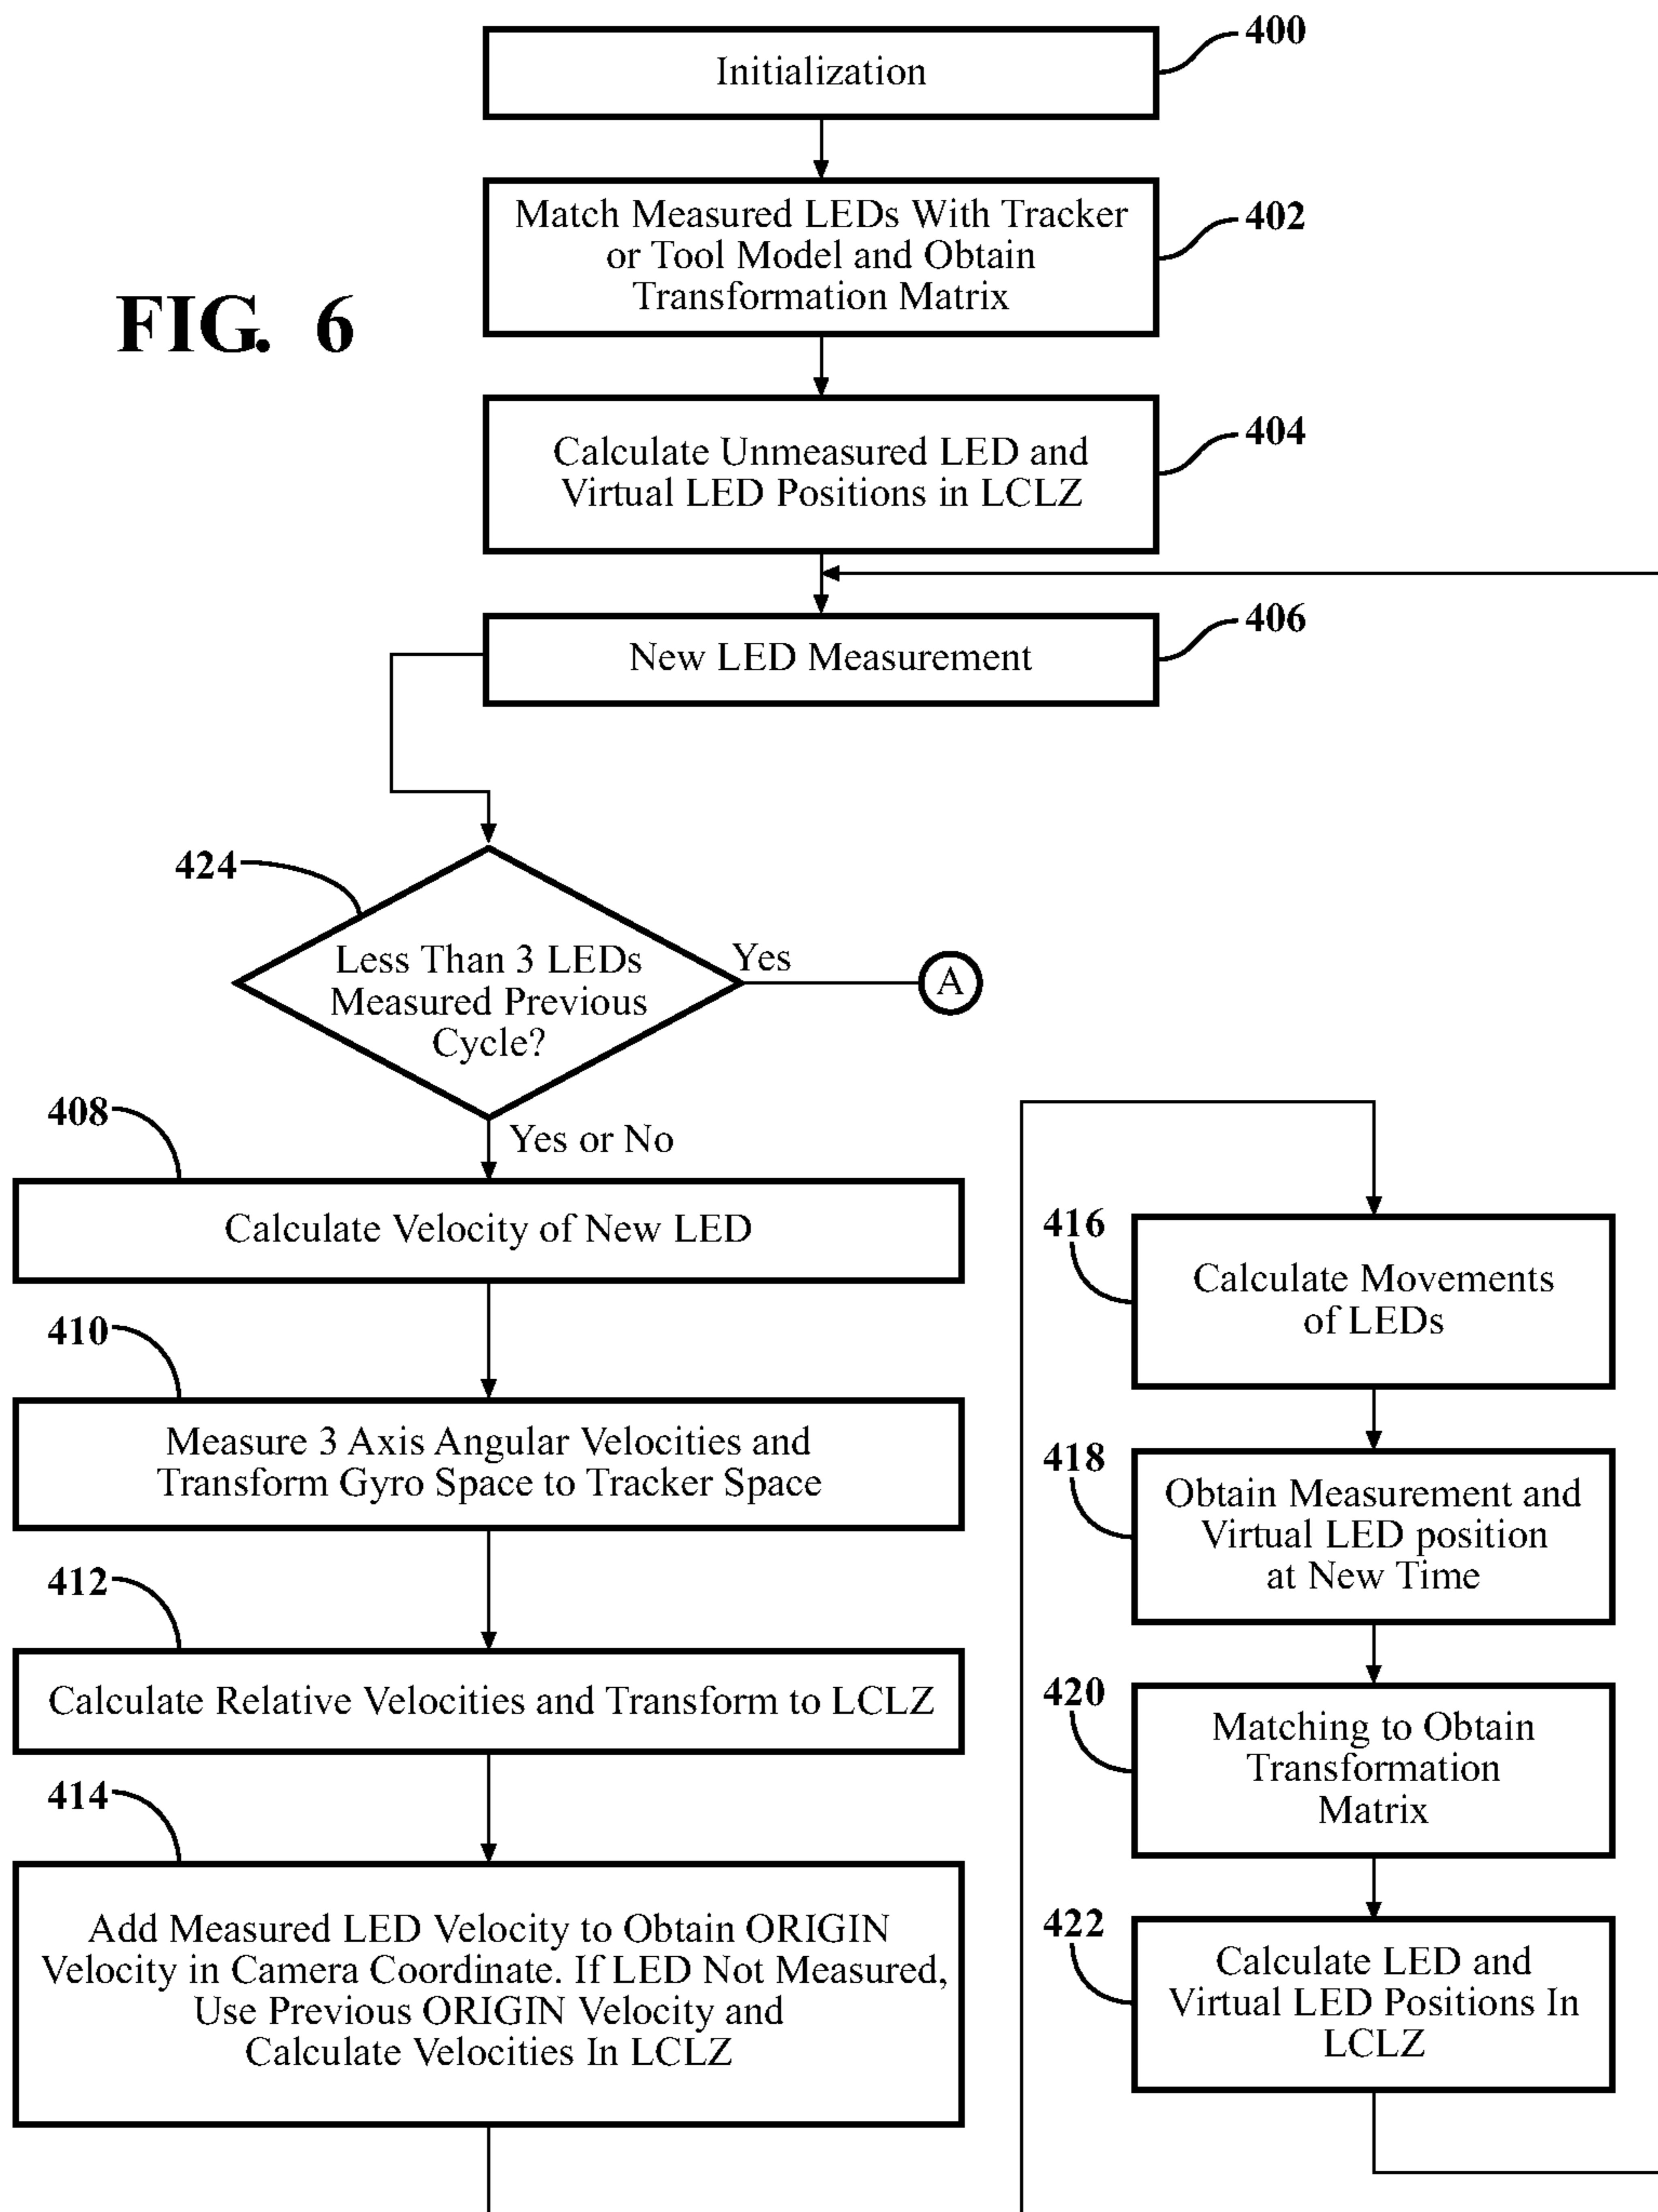 400
Initialization
Match Measured LEDs With Tracker
or Tool Model and Obtain
Transformation Matrix
402
FIG. 6
Calculate Unmeasured LED and
Virtual LED Positions in LCLZ
404
New LED Measurement
406
424
Less Than 3 LEDs
Measured Previous
Cycle?
Yes
A
Yes or No
408
Calculate Velocity of New LED
410
Measure 3 Axis Angular Velocities and
Transform Gyro Space to Tracker Space
412
Calculate Relative Velocities and Transform to LCLZ
414
Add Measured LED Velocity to Obtain ORIGIN
Velocity in Camera Coordinate. If LED Not Measured,
Use Previous ORIGIN Velocity and
Calculate Velocities In LCLZ
416
Calculate Movements
of LEDs
418
Obtain Measurement and
Virtual LED position
at New Time
420
Matching to Obtain
Transformation
Matrix
422
Calculate LED and
Virtual LED Positions In
LCLZ